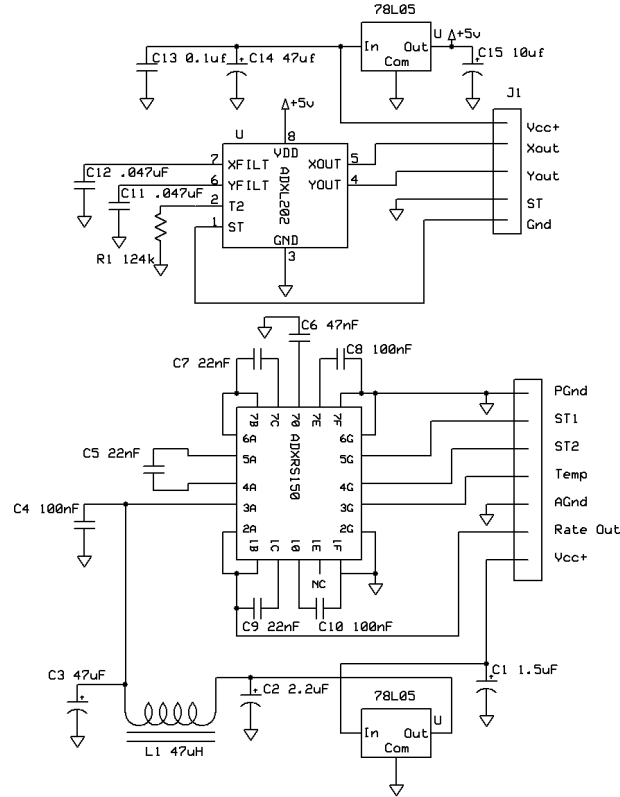 78L05
In Out
Com
U
+5v
C13 0.1uf
C14 47uf
C15 10uf
J1
Vcc+
Xout
Yout
ST
Gnd
+5v
U
8
VDD
7 XFILT
XOUT 5
6 YFILT
YOUT 4
2 T2
1 ST
ADXL202
GND
3
C12 .047uF
C11 .047uF
R1 124k
C6 47nF
C7 22nF
C8 100nF
7B 7C 70 7E 7F
6A 6G
5A 5G
4A 4G
3A 3G
2A 2G
1B 1C 10 1E 1F
ADXRS150
NC
C5 22nF
C4 100nF
C9 22nF
C10 100nF
PGnd
ST1
ST2
Temp
AGnd
Rate Out
Vcc+
C3 47uF
C2 2.2uF
C1 1.5uF
L1 47uH
78L05
U
In Out
Com